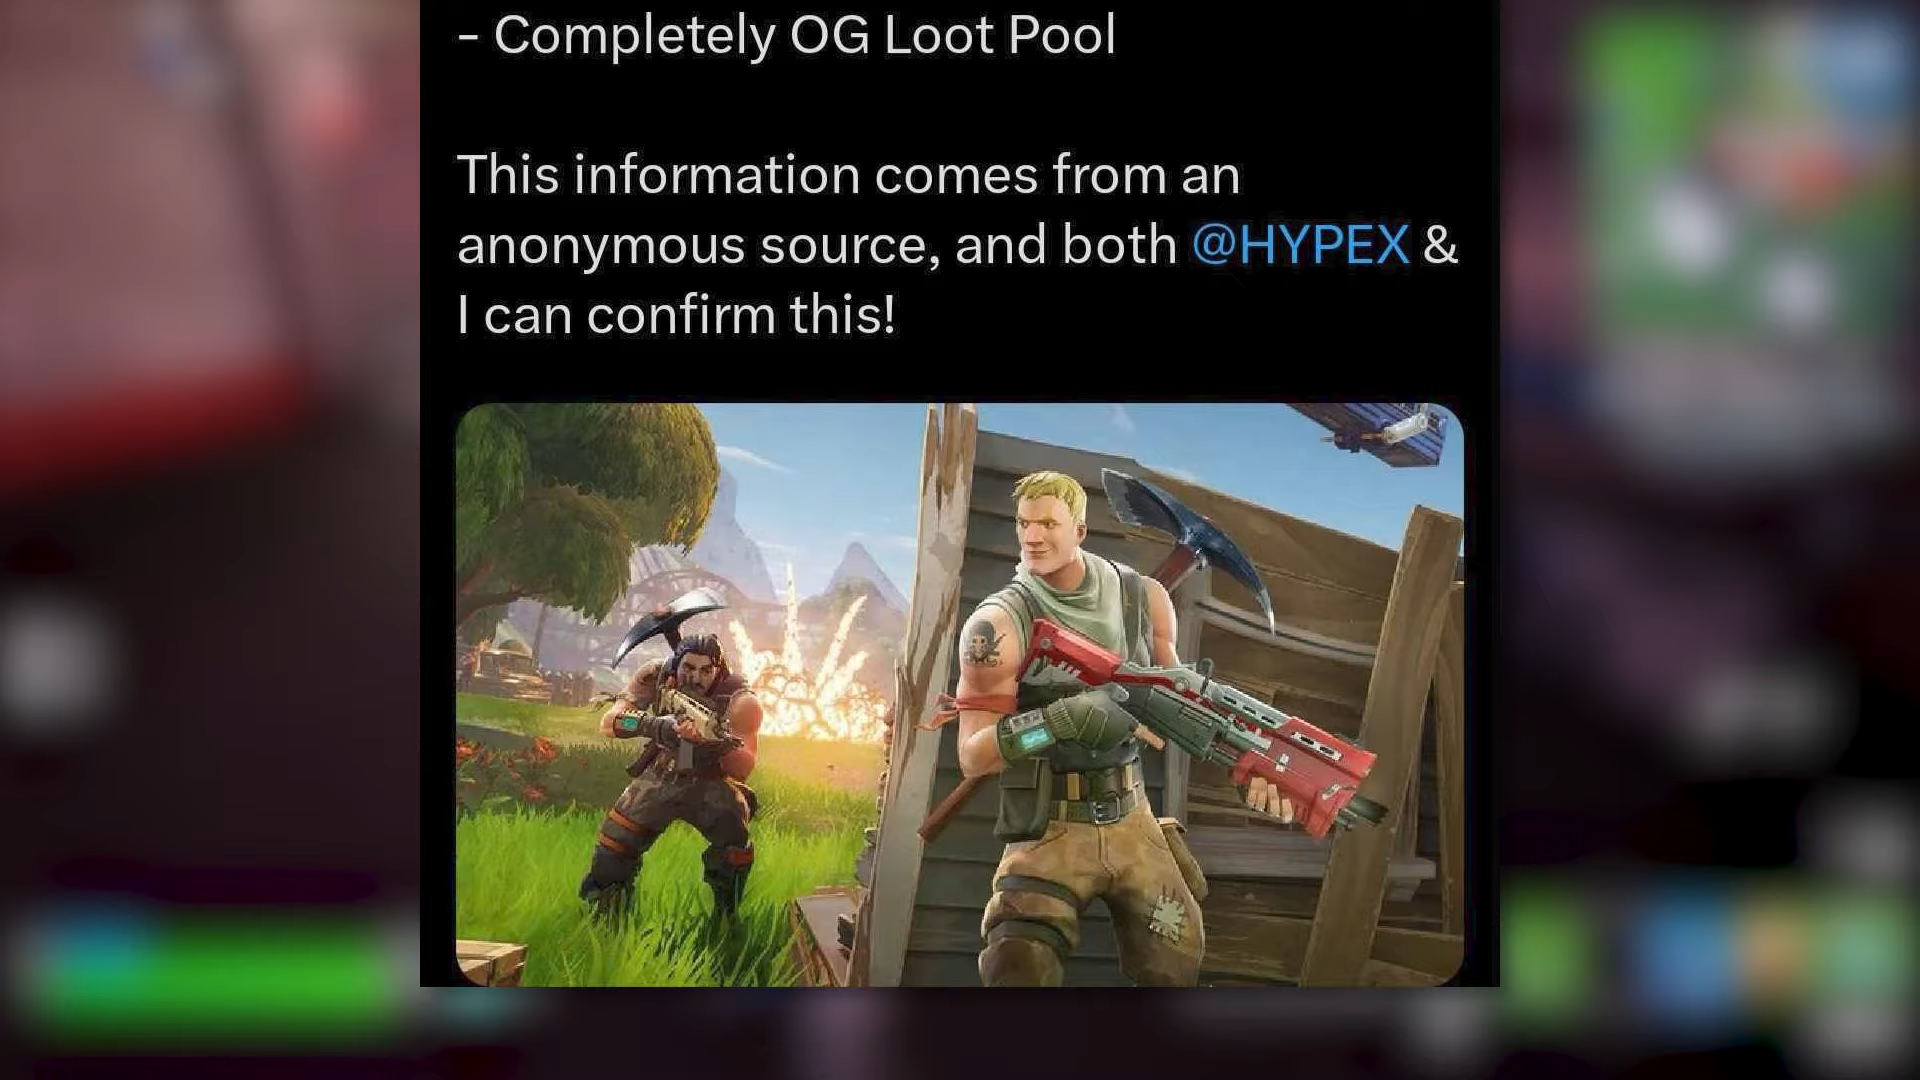 - Completely OG Loot Pool
This information comes from an
anonymous source, and both @HYPEX &
I can confirm this!